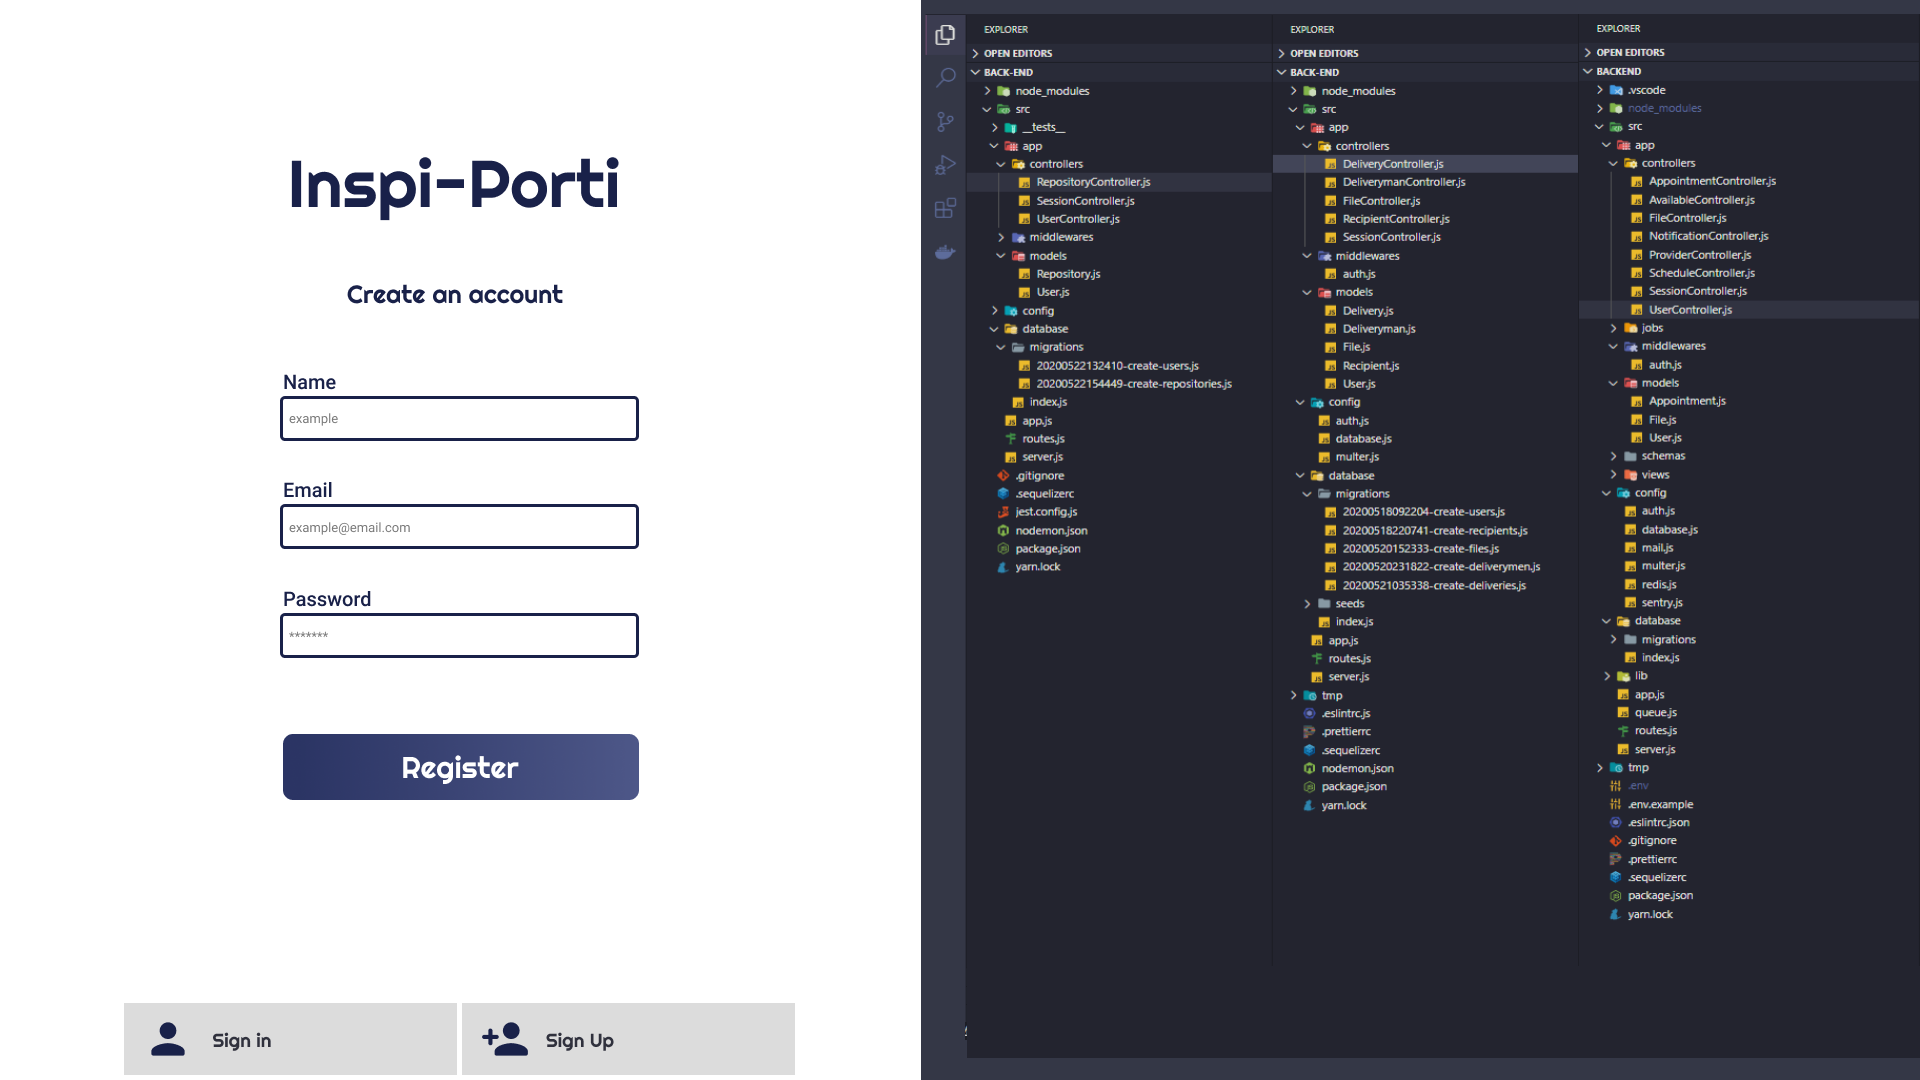 Inspi-Porti
Create an account
Name
example
Email
example@email.com
Password
*******
Register
Sign in
Sign Up
EXPLORER
OPEN EDITORS
BACK-END
node_modules
src
__tests__
app
controllers
RepositoryController.js
SessionController.js
UserController.js
middlewares
models
Repository.js
User.js
config
database
migrations
20200522132410-create-users.js
20200522154449-create-repositories.js
index.js
app.js
routes.js
server.js
.gitignore
.sequelizerc
jest.config.js
nodemon.json
package.json
yarn.lock
EXPLORER
OPEN EDITORS
BACK-END
node_modules
src
app
controllers
DeliveryController.js
DeliverymanController.js
FileController.js
RecipientController.js
SessionController.js
middlewares
auth.js
models
Delivery.js
Deliveryman.js
File.js
Recipient.js
User.js
config
auth.js
database.js
multer.js
database
migrations
20200518092204-create-users.js
20200518220741-create-recipients.js
20200520152333-create-files.js
20200520231822-create-deliverymen.js
20200521035338-create-deliveries.js
seeds
index.js
app.js
routes.js
server.js
tmp
.eslintrc.js
.prettierrc
.sequelizerc
nodemon.json
package.json
yarn.lock
EXPLORER
OPEN EDITORS
BACKEND
.vscode
node_modules
src
app
controllers
AppointmentController.js
AvailableController.js
FileController.js
NotificationController.js
ProviderController.js
ScheduleController.js
SessionController.js
UserController.js
jobs
middlewares
auth.js
models
Appointment.js
File.js
User.js
schemas
views
config
auth.js
database.js
mail.js
multer.js
redis.js
sentry.js
database
migrations
index.js
lib
app.js
queue.js
routes.js
server.js
tmp
.env
.env.example
.eslintrc.json
.gitignore
.prettierrc
.sequelizerc
package.json
yarn.lock